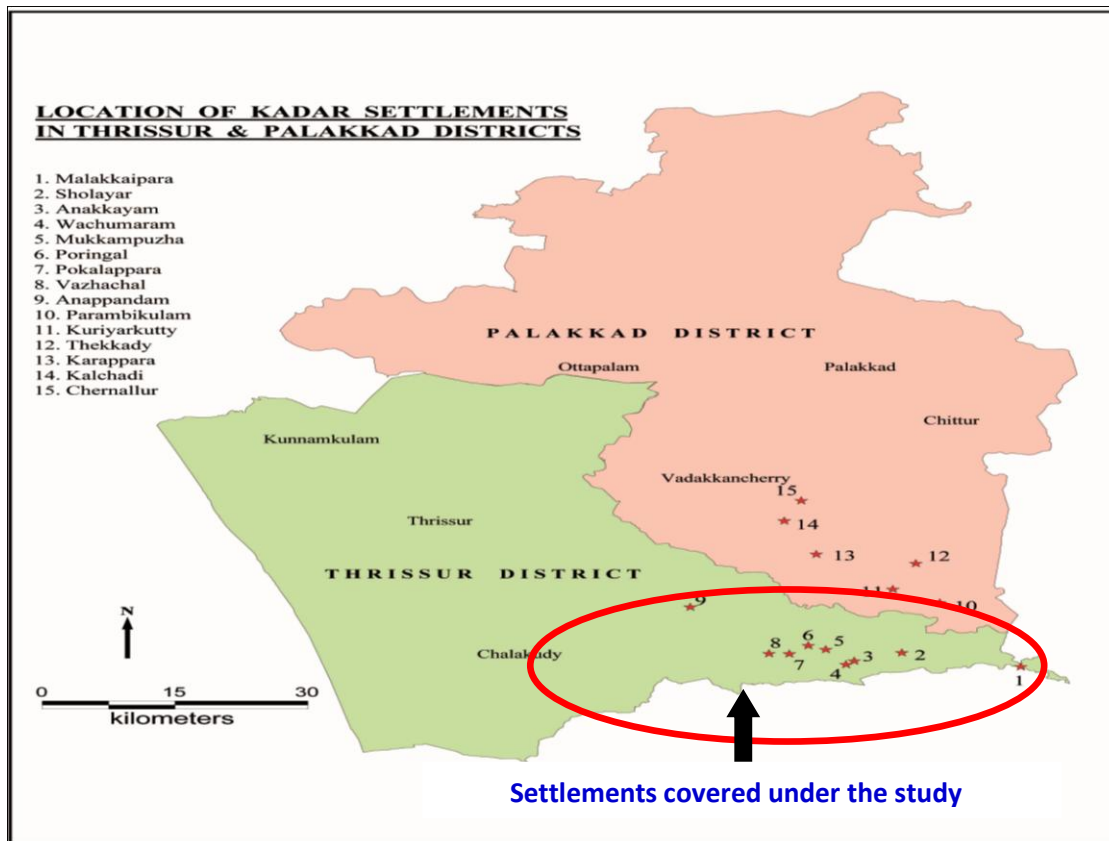 LOCATION OF KADAR SETTLEMENTS
IN THRISSUR & PALAKKAD DISTRICTS
1. Malakkaipara
2. Sholayar
3. Anakkayam
4. Wachumaram
5. Mukkampuzha
6. Poringal
7. Pokalappara
8. Vazhachal
9. Anappandam
10. Parambikulam
11. Kuriyarkutty
12. Thekkady
13. Karappara
14. Kalchadi
15. Chernallur
PALAKKAD DISTRICT
Ottapalam
Palakkad
Chittur
Kunnamkulam
Vadakkancherry
15
14
Thrissur
13
12
THRISSUR DISTRICT
11
10
9
N
Chalakudy
8
7
6
5
4
3
2
1
0 15 30
kilometers
Settlements covered under the study